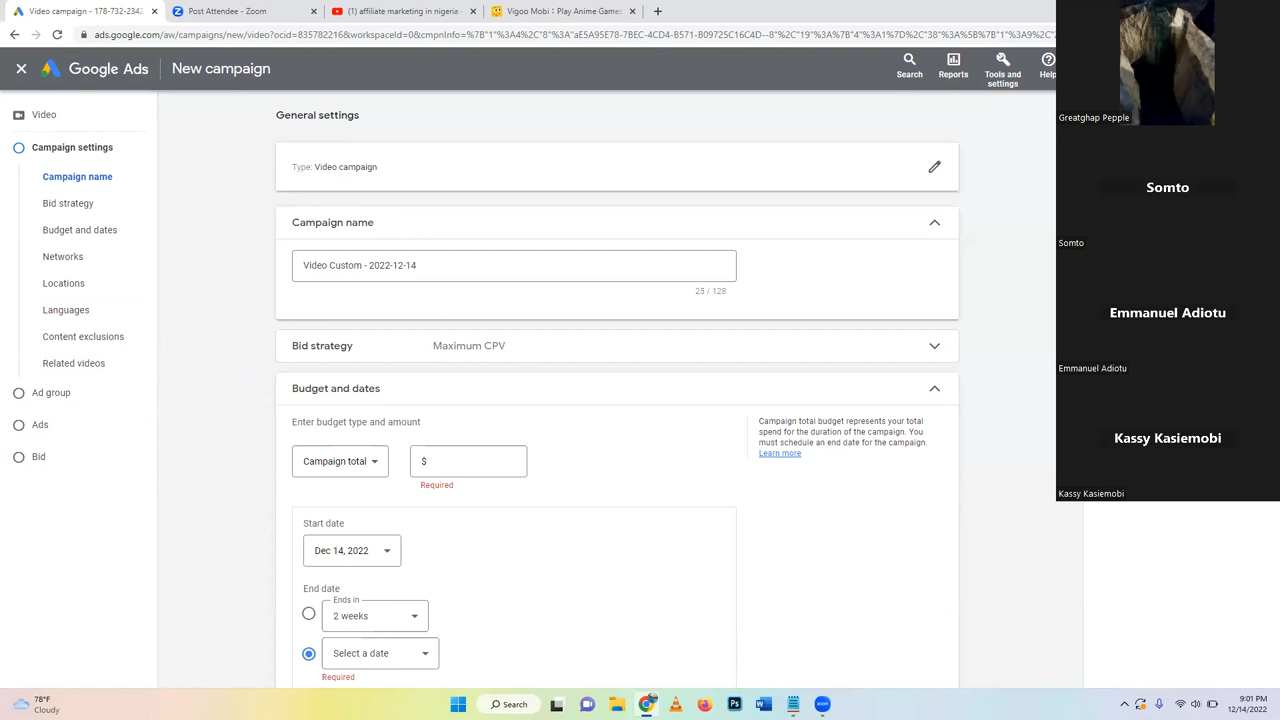 Video campaign - 178-732-2342
Post Attendee - Zoom
(1) affiliate marketing in nigeria -
Vigoo Mobi : Play Anime Games
ads.google.com/aw/campaigns/new/video?ocid=835782216&workspaceId=0&cmpnInfo=%7B"1"%3A4%2C"8"%3A"aE5A95E78-7BEC-4CD4-B571-B09725C16C4D--8"%2C"19"%3A%7B"4"%3A1%7D%2C"38"%3A%5B%7B"1"%3A9%2C"
Google Ads
New campaign
Search
Reports
Tools and
settings
Help
Video
Campaign settings
Campaign name
Bid strategy
Budget and dates
Networks
Locations
Languages
Content exclusions
Related videos
Ad group
Ads
Bid
General settings
Type: Video campaign
Campaign name
Video Custom - 2022-12-14
25 / 128
Bid strategy Maximum CPV
Budget and dates
Enter budget type and amount
Campaign total
$
Required
Campaign total budget represents your total
spend for the duration of the campaign. You
must schedule an end date for the campaign.
Learn more
Start date
Dec 14, 2022
End date
Ends in
2 weeks
Select a date
Required
Greatghap Pepple
Somto
Somto
Emmanuel Adiotu
Emmanuel Adiotu
Kassy Kasiemobi
Kassy Kasiemobi
78°F
Cloudy
Search
9:01 PM
12/14/2022